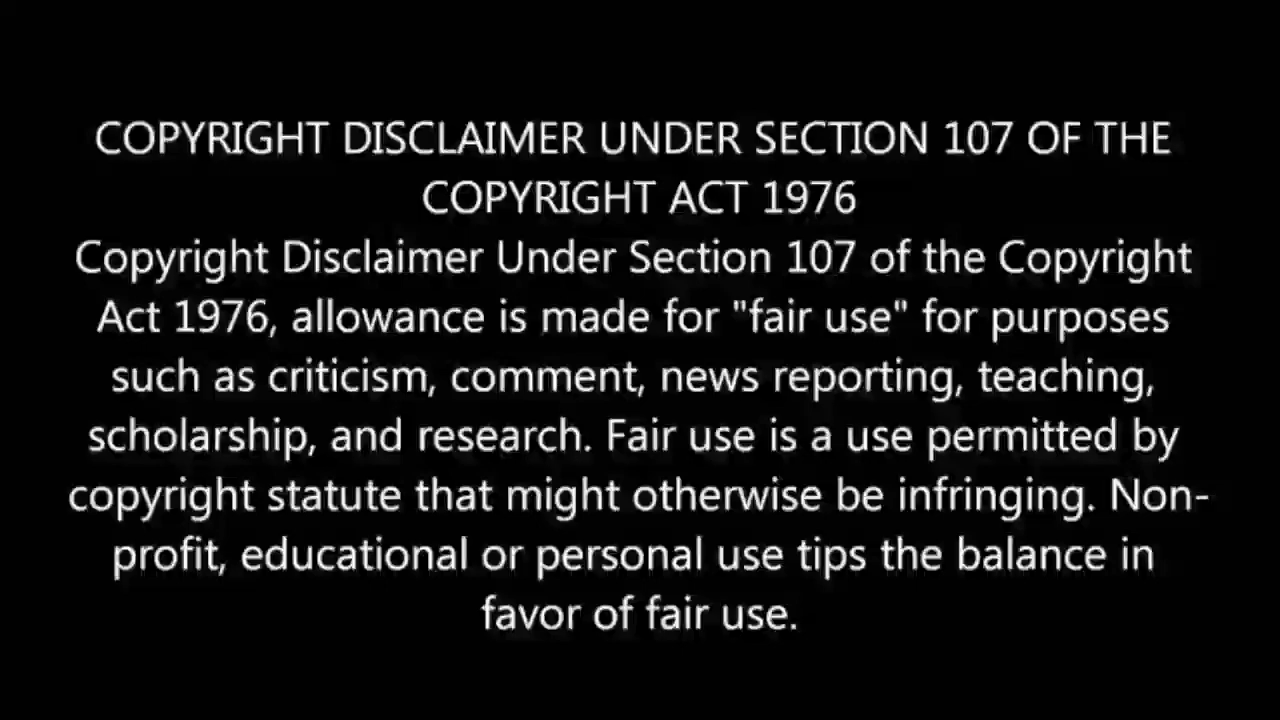 COPYRIGHT DISCLAIMER UNDER SECTION 107 OF THE
COPYRIGHT ACT 1976
Copyright Disclaimer Under Section 107 of the Copyright
Act 1976, allowance is made for "fair use" for purposes
such as criticism, comment, news reporting, teaching,
scholarship, and research. Fair use is a use permitted by
copyright statute that might otherwise be infringing. Non-
profit, educational or personal use tips the balance in
favor of fair use.